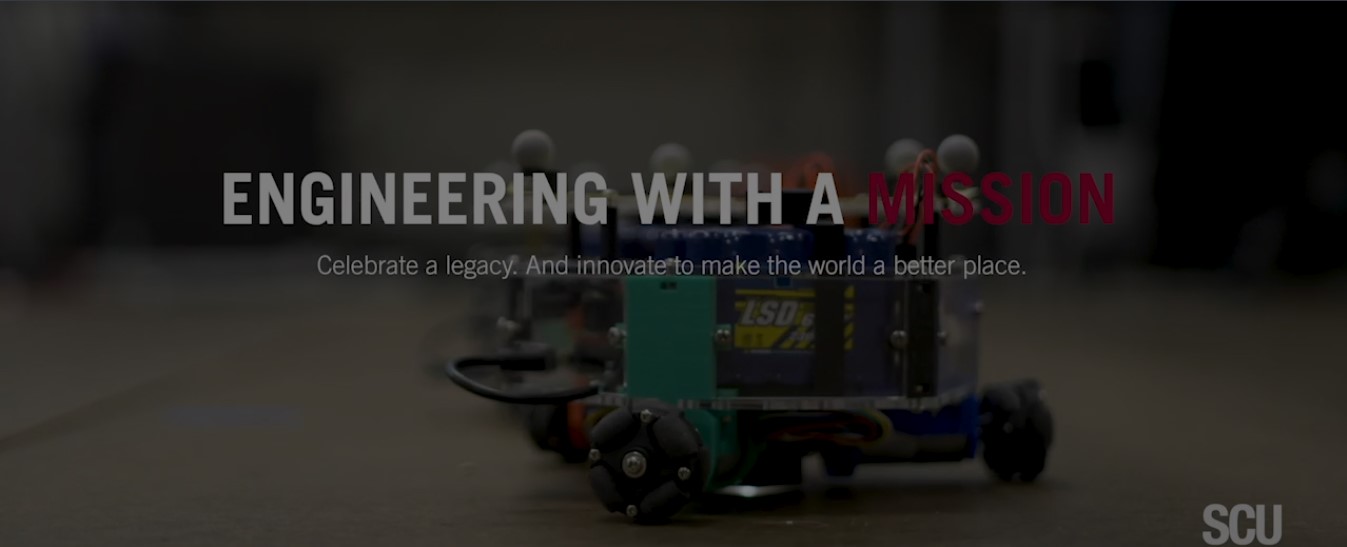 ENGINEERING WITH A MISSION
Celebrate a legacy. And innovate to make the world a better place.
LSD
SCU